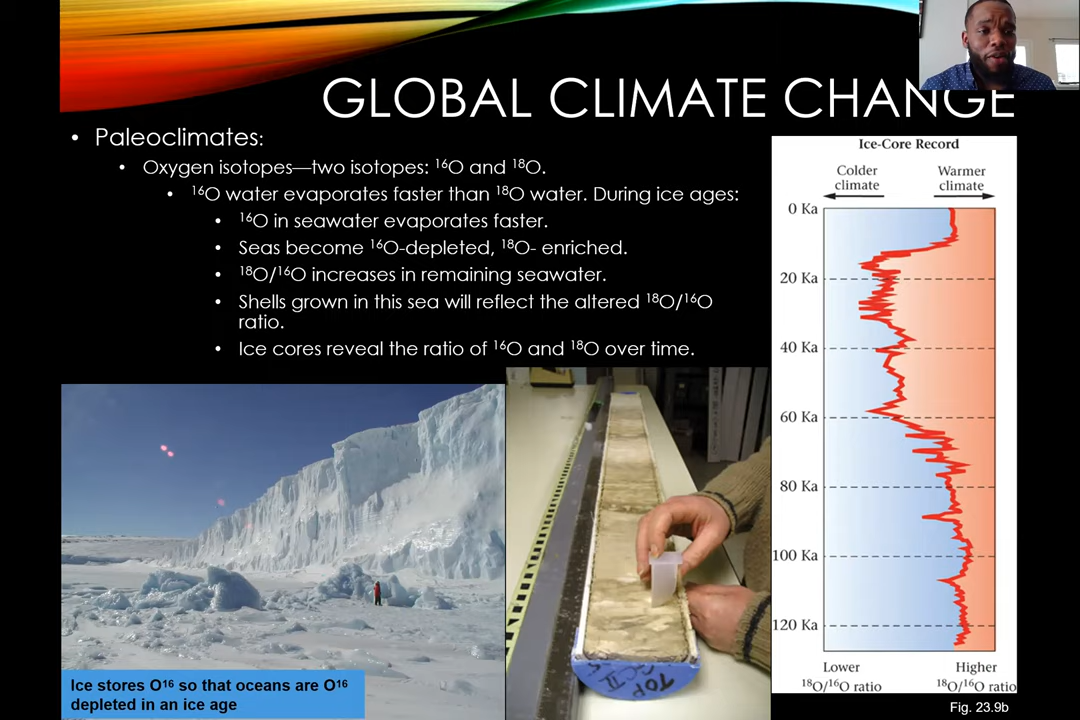 GLOBAL CLIMATE CHANGE
• Paleoclimates:
• Oxygen isotopes—two isotopes: ¹⁶O and ¹⁸O.
• ¹⁶O water evaporates faster than ¹⁸O water. During ice ages:
• ¹⁶O in seawater evaporates faster.
• Seas become ¹⁶O-depleted, ¹⁸O- enriched.
• ¹⁸O/¹⁶O increases in remaining seawater.
• Shells grown in this sea will reflect the altered ¹⁸O/¹⁶O
ratio.
• Ice cores reveal the ratio of ¹⁶O and ¹⁸O over time.
Ice stores O¹⁶ so that oceans are O¹⁶
depleted in an ice age
TOP
Ice-Core Record
Colder climate
Warmer climate
0 Ka
20 Ka
40 Ka
60 Ka
80 Ka
100 Ka
120 Ka
Lower
¹⁸O/¹⁶O ratio
Higher
¹⁸O/¹⁶O ratio
Fig. 23.9b